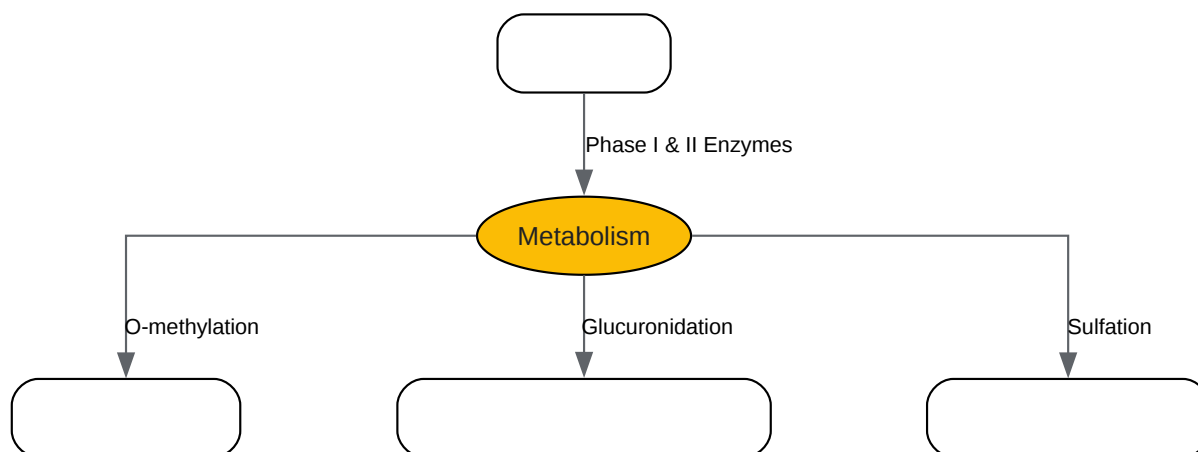 Phase I & II Enzymes
Metabolism
O-methylation
Glucuronidation
Sulfation